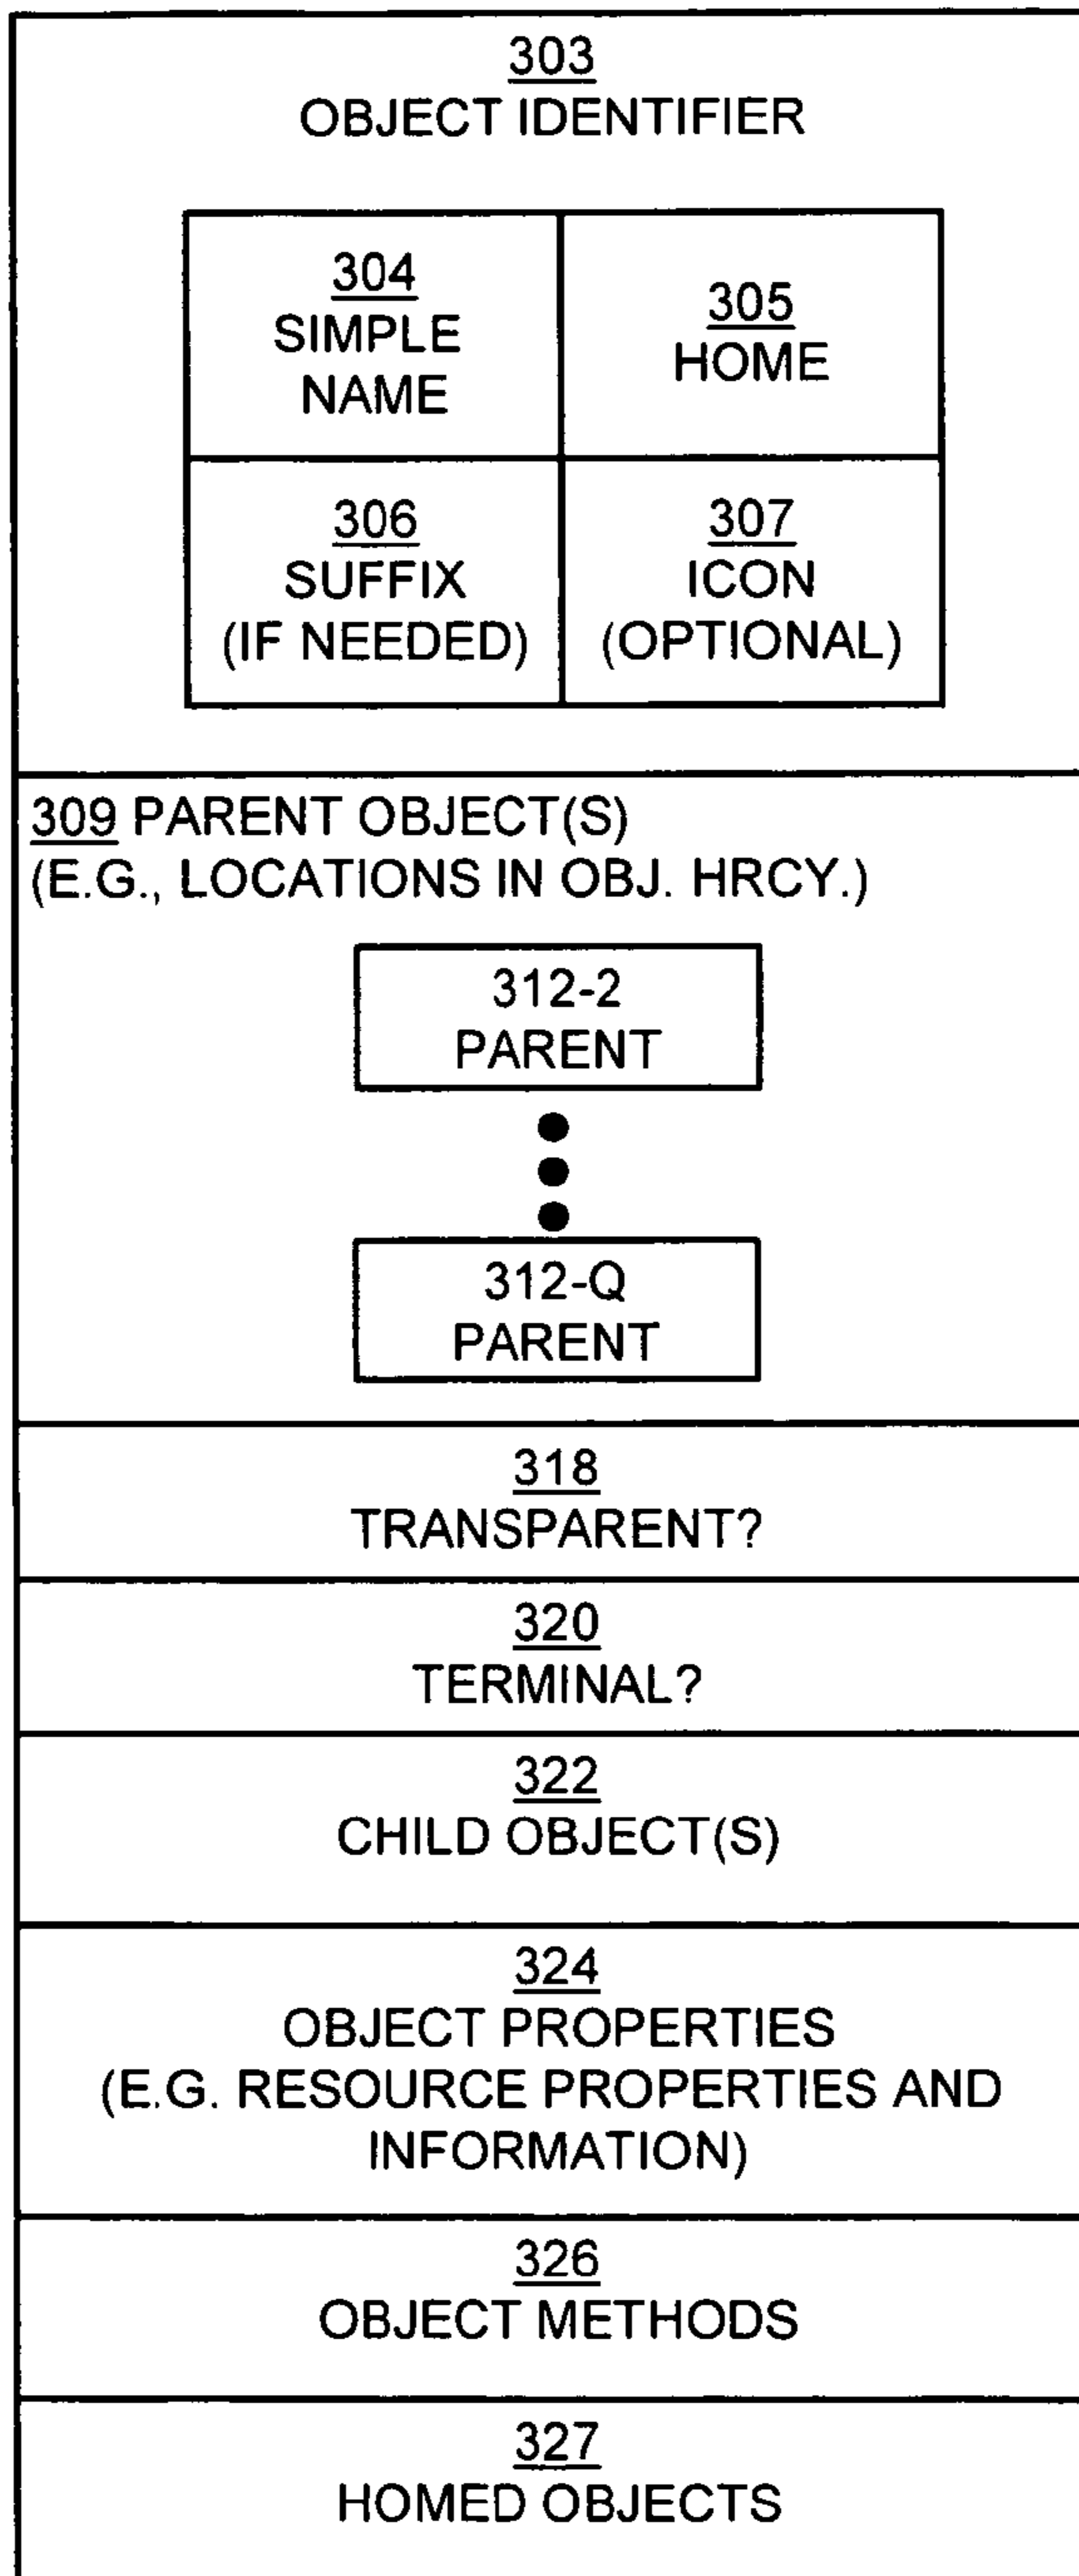 303
OBJECT IDENTIFIER
304
SIMPLE
NAME
305
HOME
306
SUFFIX
(IF NEEDED)
307
ICON
(OPTIONAL)
309 PARENT OBJECT(S)
(E.G., LOCATIONS IN OBJ. HRCY.)
312-2
PARENT
312-Q
PARENT
318
TRANSPARENT?
320
TERMINAL?
322
CHILD OBJECT(S)
324
OBJECT PROPERTIES
(E.G. RESOURCE PROPERTIES AND
INFORMATION)
326
OBJECT METHODS
327
HOMED OBJECTS